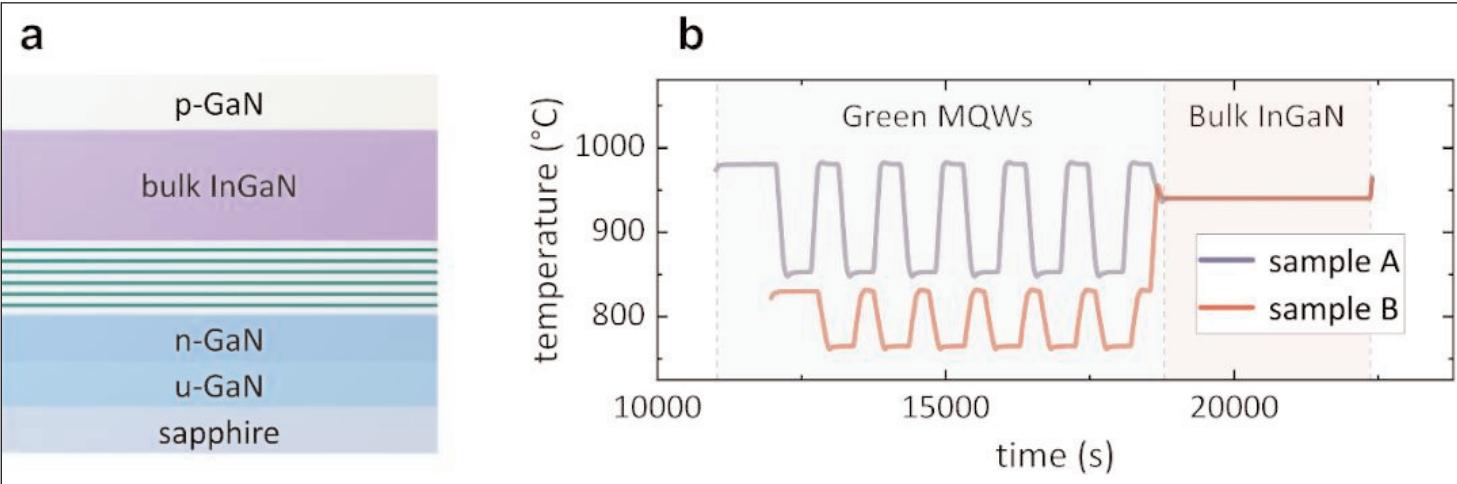 a
p-GaN
bulk InGaN
n-GaN
u-GaN
sapphire
b
temperature (°C)
1000
900
800
Green MQWs
Bulk InGaN
sample A
sample B
10000
15000
20000
time (s)